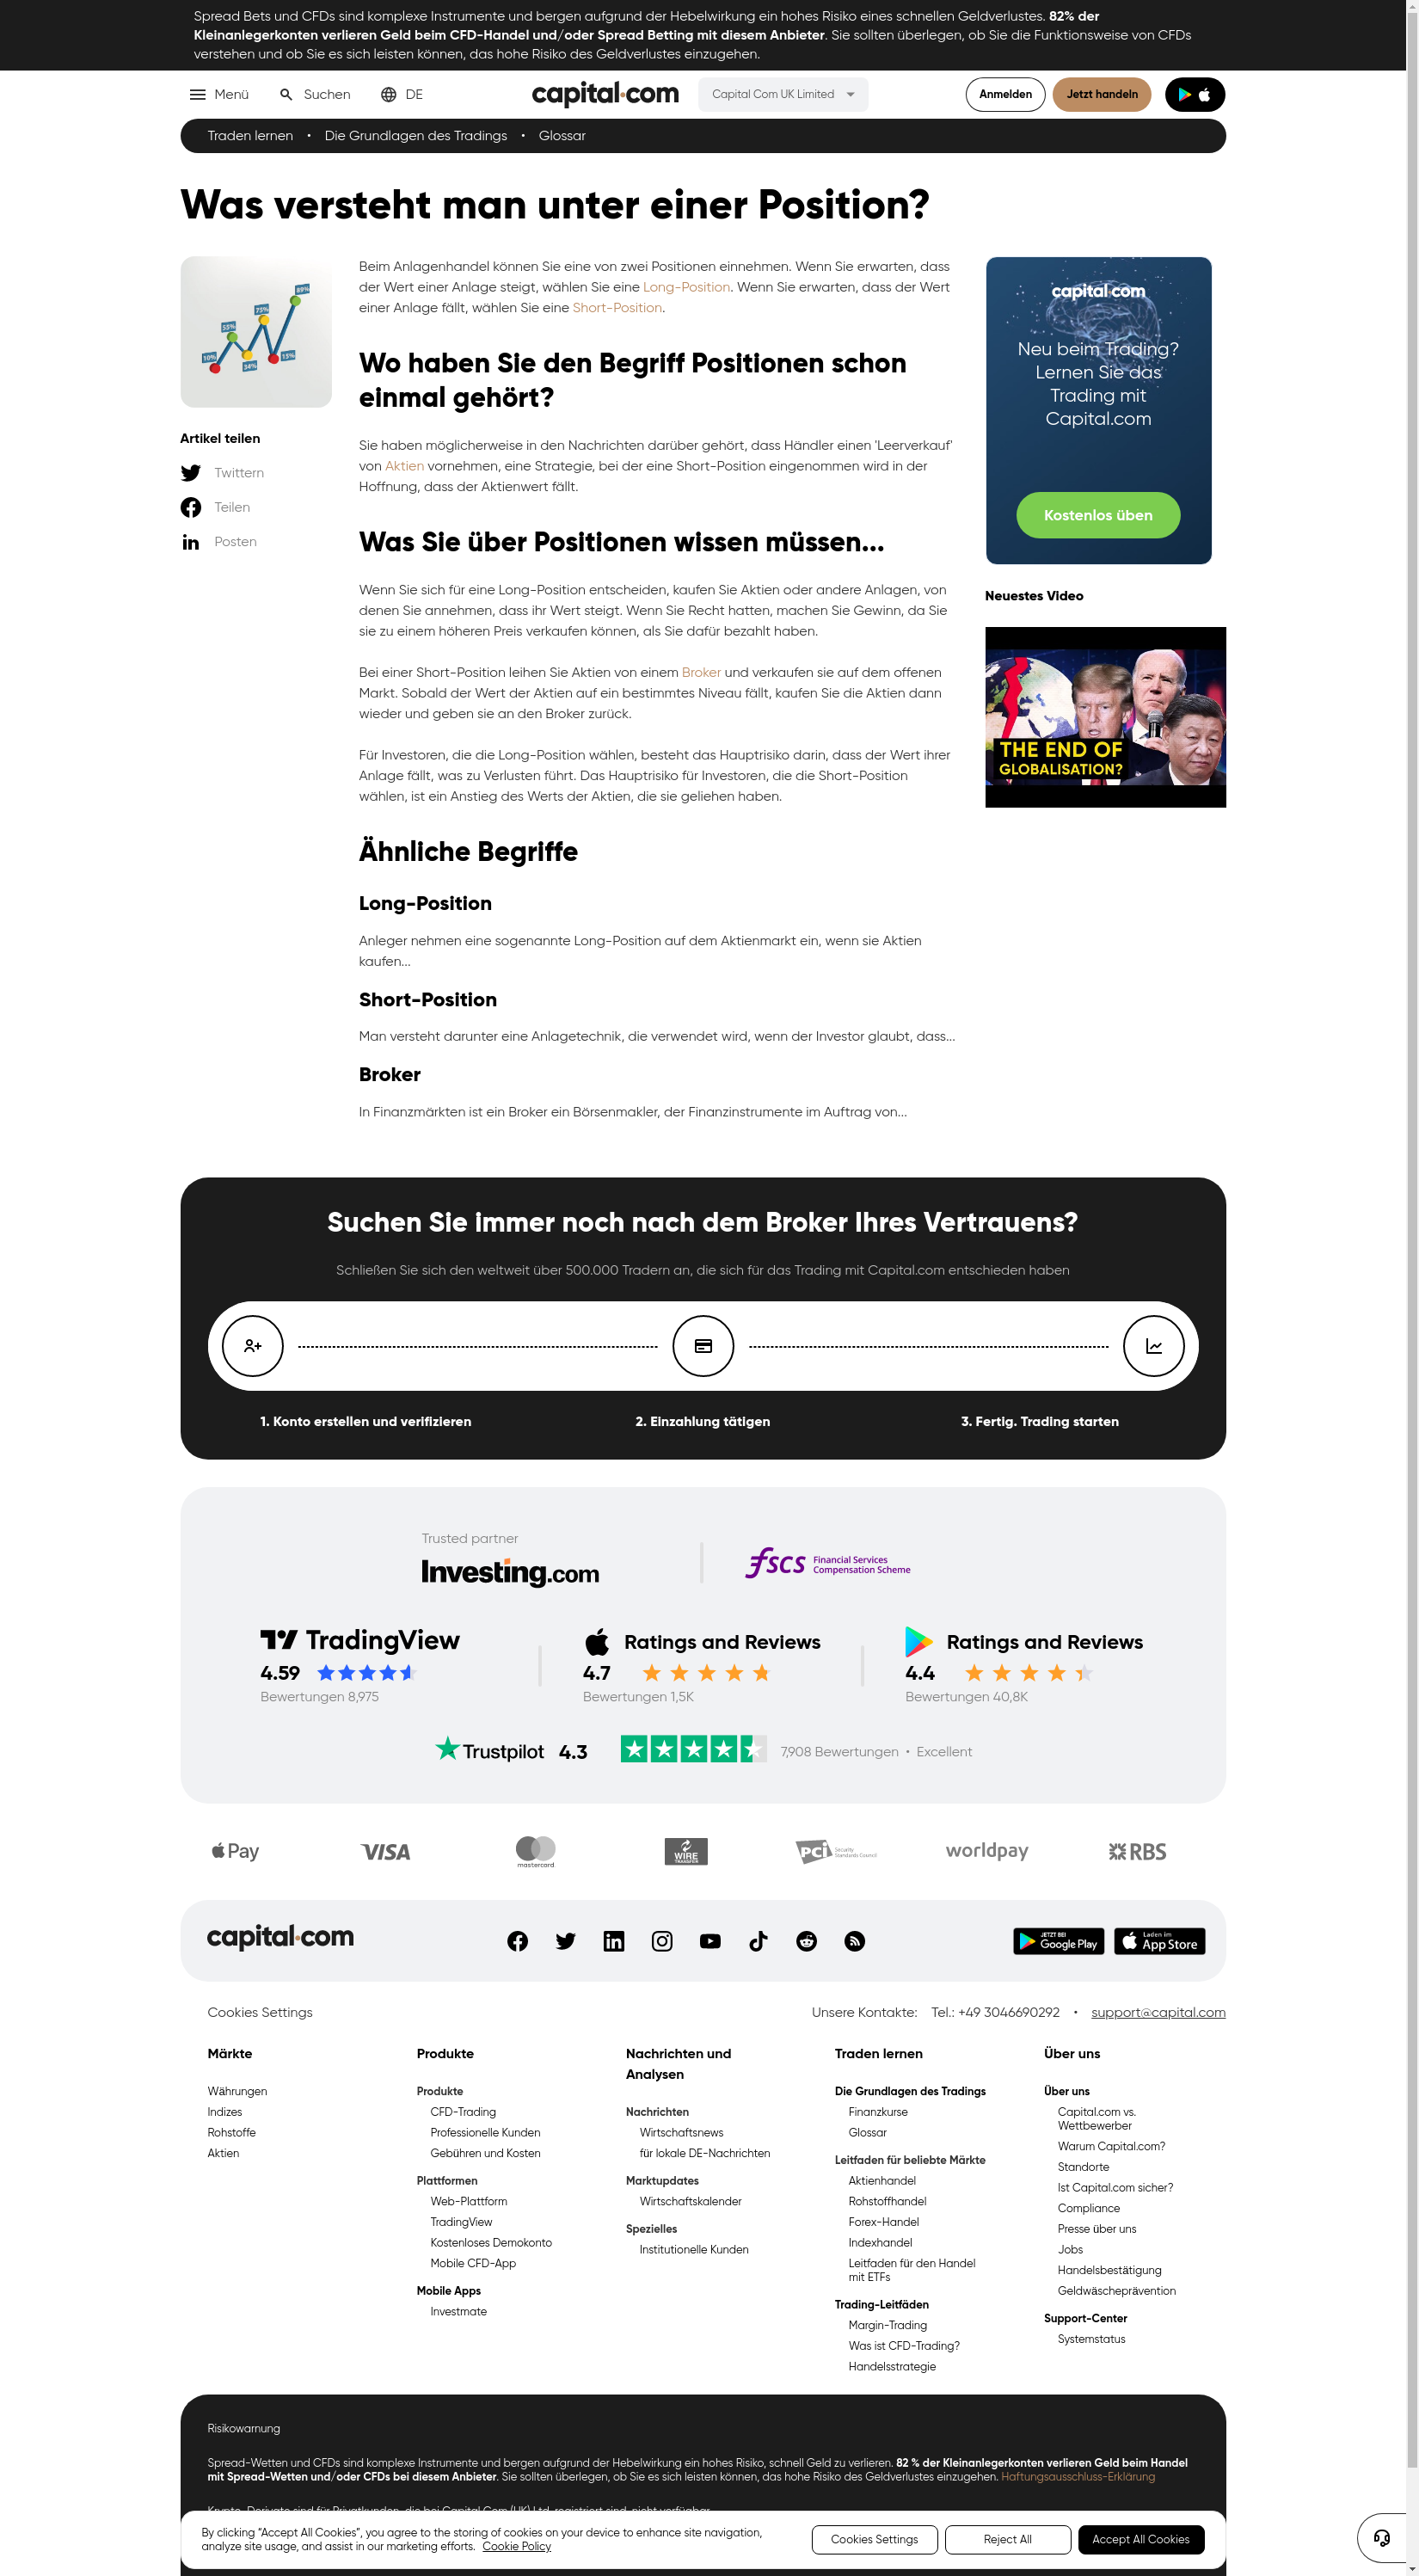 Spread Bets und CFDs sind komplexe Instrumente und bergen aufgrund der Hebelwirkung ein hohes Risiko eines schnellen Geldverlustes. 82% der
Kleinanlegerkonten verlieren Geld beim CFD-Handel und/oder Spread Betting mit diesem Anbieter. Sie sollten überlegen, ob Sie die Funktionsweise von CFDs
verstehen und ob Sie es sich leisten können, das hohe Risiko des Geldverlustes einzugehen.
Menü
Suchen
DE
capital.com
Capital Com UK Limited
Anmelden
Jetzt handeln
Traden lernen • Die Grundlagen des Tradings • Glossar
Was versteht man unter einer Position?
Artikel teilen
Twittern
Teilen
Posten
10%
55%
34%
75%
15%
89%
Beim Anlagenhandel können Sie eine von zwei Positionen einnehmen. Wenn Sie erwarten, dass
der Wert einer Anlage steigt, wählen Sie eine Long-Position. Wenn Sie erwarten, dass der Wert
einer Anlage fällt, wählen Sie eine Short-Position.
Wo haben Sie den Begriff Positionen schon
einmal gehört?
Sie haben möglicherweise in den Nachrichten darüber gehört, dass Händler einen 'Leerverkauf'
von Aktien vornehmen, eine Strategie, bei der eine Short-Position eingenommen wird in der
Hoffnung, dass der Aktienwert fällt.
Was Sie über Positionen wissen müssen...
Wenn Sie sich für eine Long-Position entscheiden, kaufen Sie Aktien oder andere Anlagen, von
denen Sie annehmen, dass ihr Wert steigt. Wenn Sie Recht hatten, machen Sie Gewinn, da Sie
sie zu einem höheren Preis verkaufen können, als Sie dafür bezahlt haben.
Bei einer Short-Position leihen Sie Aktien von einem Broker und verkaufen sie auf dem offenen
Markt. Sobald der Wert der Aktien auf ein bestimmtes Niveau fällt, kaufen Sie die Aktien dann
wieder und geben sie an den Broker zurück.
Für Investoren, die die Long-Position wählen, besteht das Hauptrisiko darin, dass der Wert ihrer
Anlage fällt, was zu Verlusten führt. Das Hauptrisiko für Investoren, die die Short-Position
wählen, ist ein Anstieg des Werts der Aktien, die sie geliehen haben.
Ähnliche Begriffe
Long-Position
Anleger nehmen eine sogenannte Long-Position auf dem Aktienmarkt ein, wenn sie Aktien
kaufen...
Short-Position
Man versteht darunter eine Anlagetechnik, die verwendet wird, wenn der Investor glaubt, dass...
Broker
In Finanzmärkten ist ein Broker ein Börsenmakler, der Finanzinstrumente im Auftrag von...
capital.com
Neu beim Trading?
Lernen Sie das
Trading mit
Capital.com
Kostenlos üben
Neuestes Video
THE END OF
GLOBALISATION?
Suchen Sie immer noch nach dem Broker Ihres Vertrauens?
Schließen Sie sich den weltweit über 500.000 Tradern an, die sich für das Trading mit Capital.com entschieden haben
1. Konto erstellen und verifizieren
2. Einzahlung tätigen
3. Fertig. Trading starten
Trusted partner
Investing.com
fscs Financial Services
Compensation Scheme
TradingView
4.59
Bewertungen 8,975
Ratings and Reviews
4.7
Bewertungen 1,5K
Ratings and Reviews
4.4
Bewertungen 40,8K
Trustpilot 4.3
7,908 Bewertungen • Excellent
Pay
VISA
mastercard
WIRE
TRANSFER
PCI Security
Standards Council
worldpay
RBS
capital.com
JETZT BEI
Google Play
Laden im
App Store
Cookies Settings
Unsere Kontakte: Tel.: +49 3046690292 • support@capital.com
Märkte
Währungen
Indizes
Rohstoffe
Aktien
Produkte
Produkte
CFD-Trading
Professionelle Kunden
Gebühren und Kosten
Plattformen
Web-Plattform
TradingView
Kostenloses Demokonto
Mobile CFD-App
Mobile Apps
Investmate
Nachrichten und
Analysen
Nachrichten
Wirtschaftsnews
für lokale DE-Nachrichten
Marktupdates
Wirtschaftskalender
Spezielles
Institutionelle Kunden
Traden lernen
Die Grundlagen des Tradings
Finanzkurse
Glossar
Leitfaden für beliebte Märkte
Aktienhandel
Rohstoffhandel
Forex-Handel
Indexhandel
Leitfaden für den Handel
mit ETFs
Trading-Leitfäden
Margin-Trading
Was ist CFD-Trading?
Handelsstrategie
Über uns
Über uns
Capital.com vs.
Wettbewerber
Warum Capital.com?
Standorte
Ist Capital.com sicher?
Compliance
Presse über uns
Jobs
Handelsbestätigung
Geldwäscheprävention
Support-Center
Systemstatus
Risikowarnung
Spread-Wetten und CFDs sind komplexe Instrumente und bergen aufgrund der Hebelwirkung ein hohes Risiko, schnell Geld zu verlieren. 82 % der Kleinanlegerkonten verlieren Geld beim Handel
mit Spread-Wetten und/oder CFDs bei diesem Anbieter. Sie sollten überlegen, ob Sie es sich leisten können, das hohe Risiko des Geldverlustes einzugehen. Haftungsausschluss-Erklärung
Krypto-Derivate sind für Privatkunden, die bei Capital Com (UK) Ltd. registriert sind, nicht verfügbar.
By clicking “Accept All Cookies”, you agree to the storing of cookies on your device to enhance site navigation,
analyze site usage, and assist in our marketing efforts. Cookie Policy
Cookies Settings
Reject All
Accept All Cookies